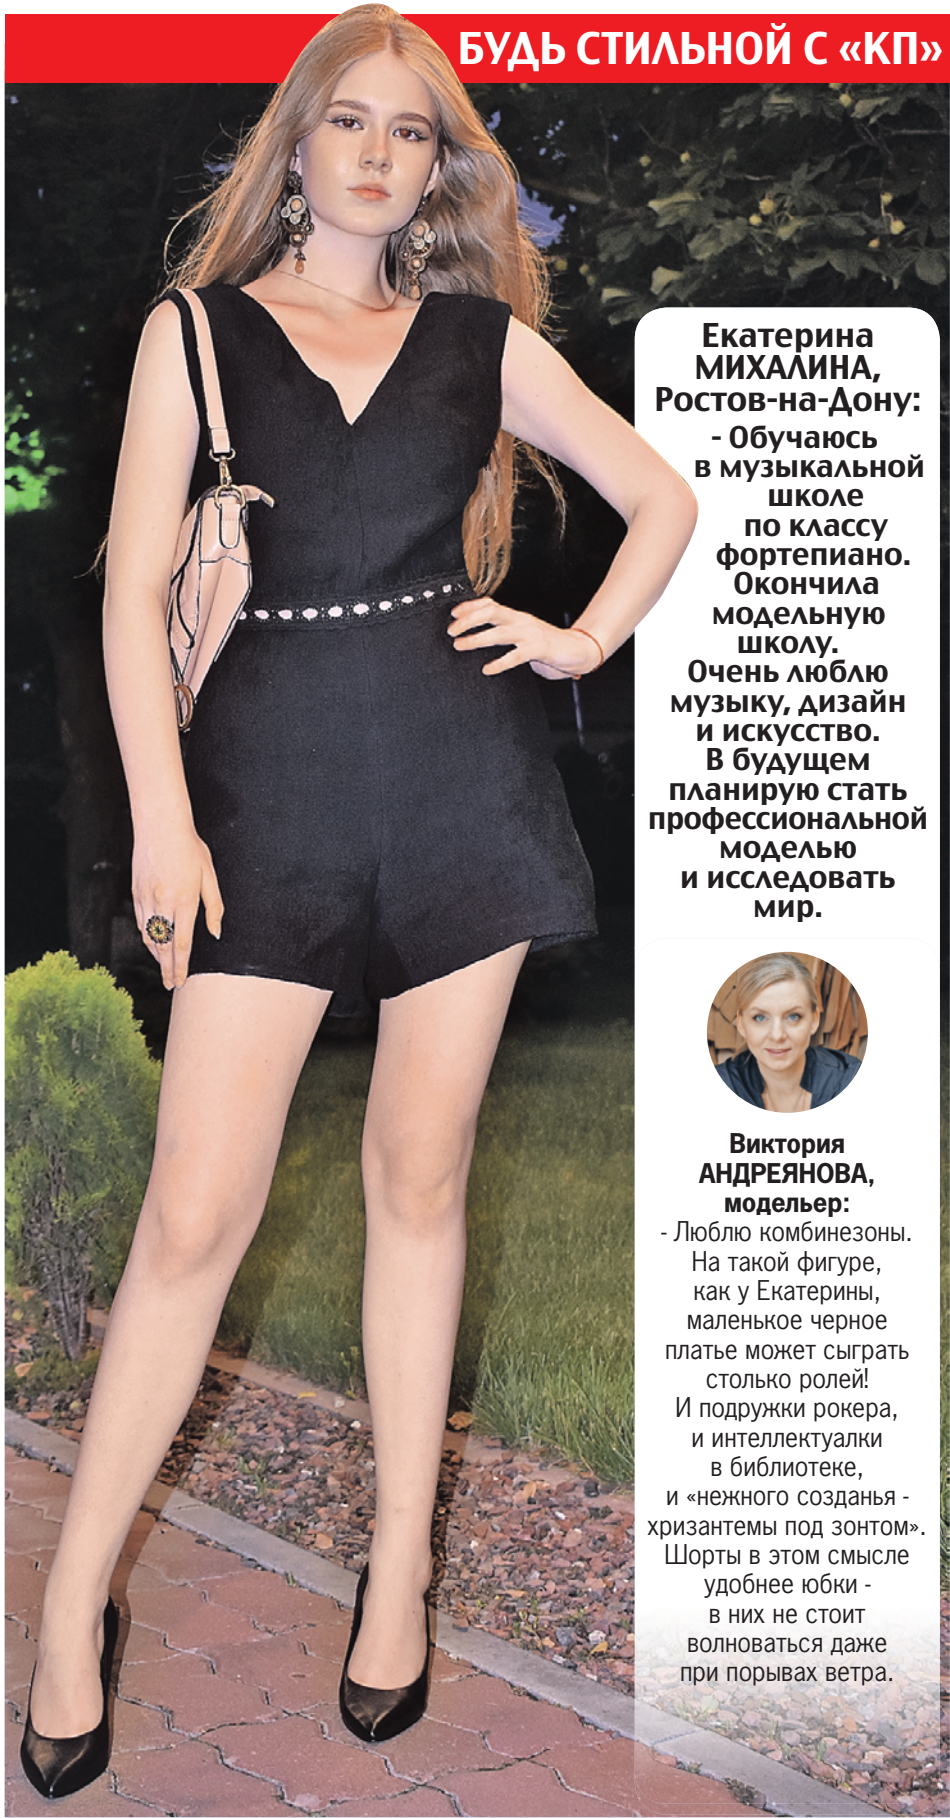 БУДЬ СТИЛЬНОЙ С «КП»
Екатерина
МИХАЛИНА,
Ростов-на-Дону:
- Обучаюсь
в музыкальной
школе
по классу
фортепиано.
Окончила
модельную
школу.
Очень люблю
музыку, дизайн
и искусство.
В будущем
планирую стать
профессиональной
моделью
и исследовать
мир.
Виктория
АНДРЕЯНОВА,
модельер:
- Люблю комбинезоны.
На такой фигуре,
как у Екатерины,
маленькое черное
платье может сыграть
столько ролей!
И подружки рокера,
и интеллектуалки
в библиотеке,
и «нежного созданья -
хризантемы под зонтом».
Шорты в этом смысле
удобнее юбки -
в них не стоит
волноваться даже
при порывах ветра.